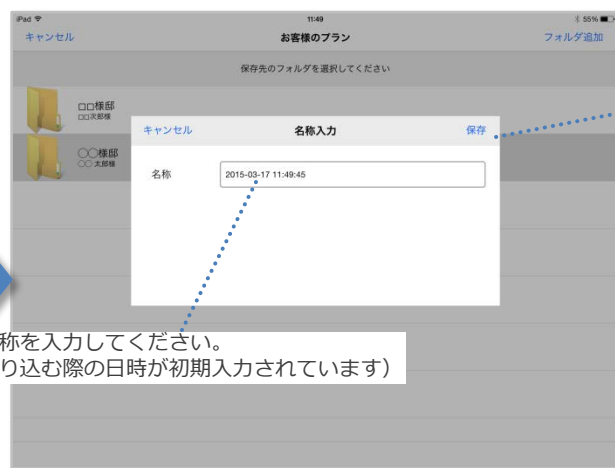 iPad 11:49 55%
キャンセル お客様のプラン フォルダ追加
保存先のフォルダを選択してください
□□様邸
□□次郎様
○○様邸
○○ 太郎様
キャンセル 名称入力 保存
名称 2015-03-17 11:49:45
称を入力してください。
り込む際の日時が初期入力されています）